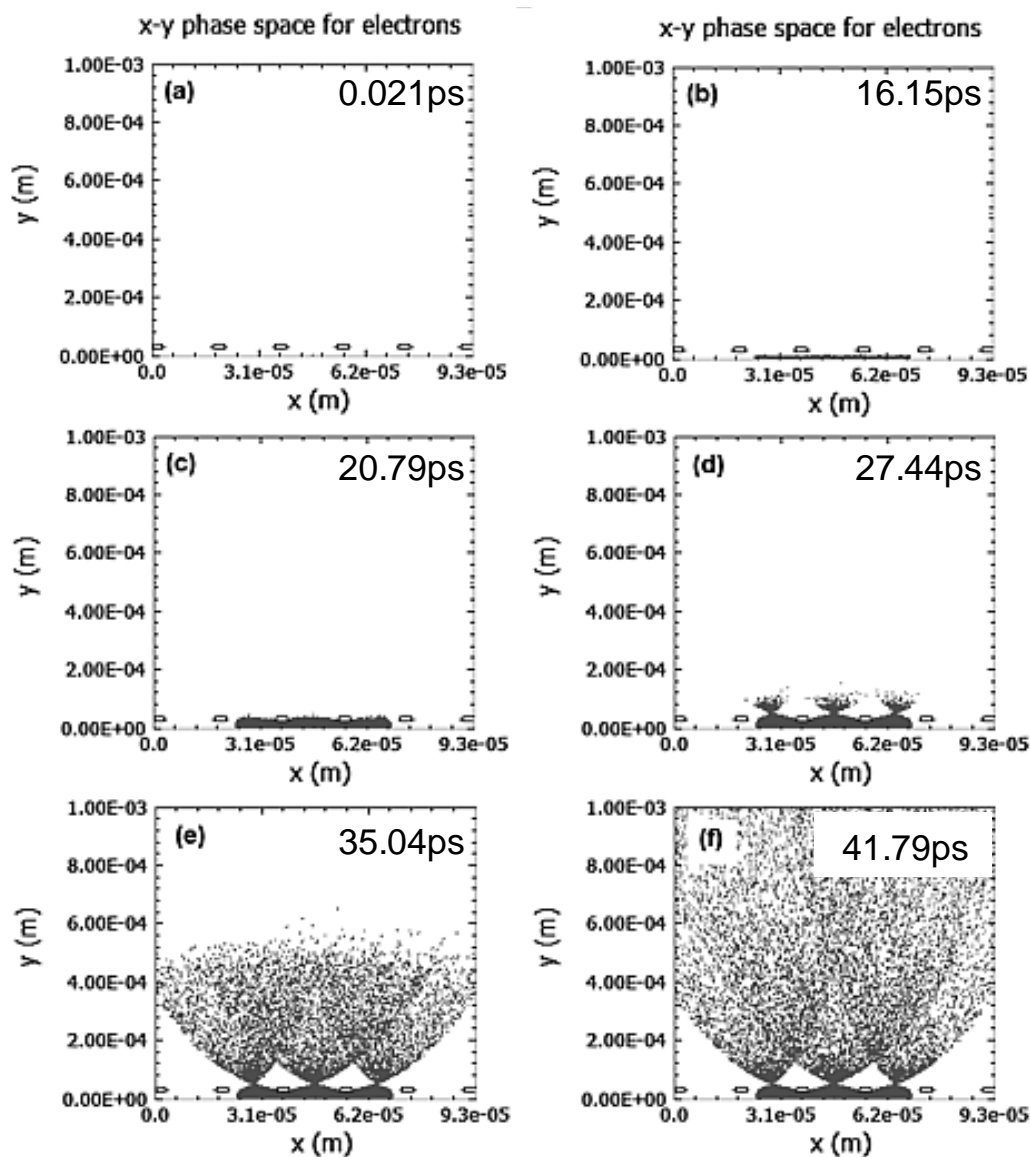 x-y phase space for electrons
x-y phase space for electrons
1.00E-03
(a)
0.021ps
8.00E-04
6.00E-04
y (m)
4.00E-04
2.00E-04
0.00E+00
0.0
3.1e-05
6.2e-05
9.3e-05
x (m)
1.00E-03
(b)
16.15ps
8.00E-04
6.00E-04
y (m)
4.00E-04
2.00E-04
0.00E+00
0.0
3.1e-05
6.2e-05
9.3e-05
x (m)
1.00E-03
(c)
20.79ps
8.00E-04
6.00E-04
y (m)
4.00E-04
2.00E-04
0.00E+00
0.0
3.1e-05
6.2e-05
9.3e-05
x (m)
1.00E-03
(d)
27.44ps
8.00E-04
6.00E-04
y (m)
4.00E-04
2.00E-04
0.00E+00
0.0
3.1e-05
6.2e-05
9.3e-05
x (m)
1.00E-03
(e)
35.04ps
8.00E-04
6.00E-04
y (m)
4.00E-04
2.00E-04
0.00E+00
0.0
3.1e-05
6.2e-05
9.3e-05
x (m)
1.00E-03
(f)
41.79ps
8.00E-04
6.00E-04
y (m)
4.00E-04
2.00E-04
0.00E+00
0.0
3.1e-05
6.2e-05
9.3e-05
x (m)